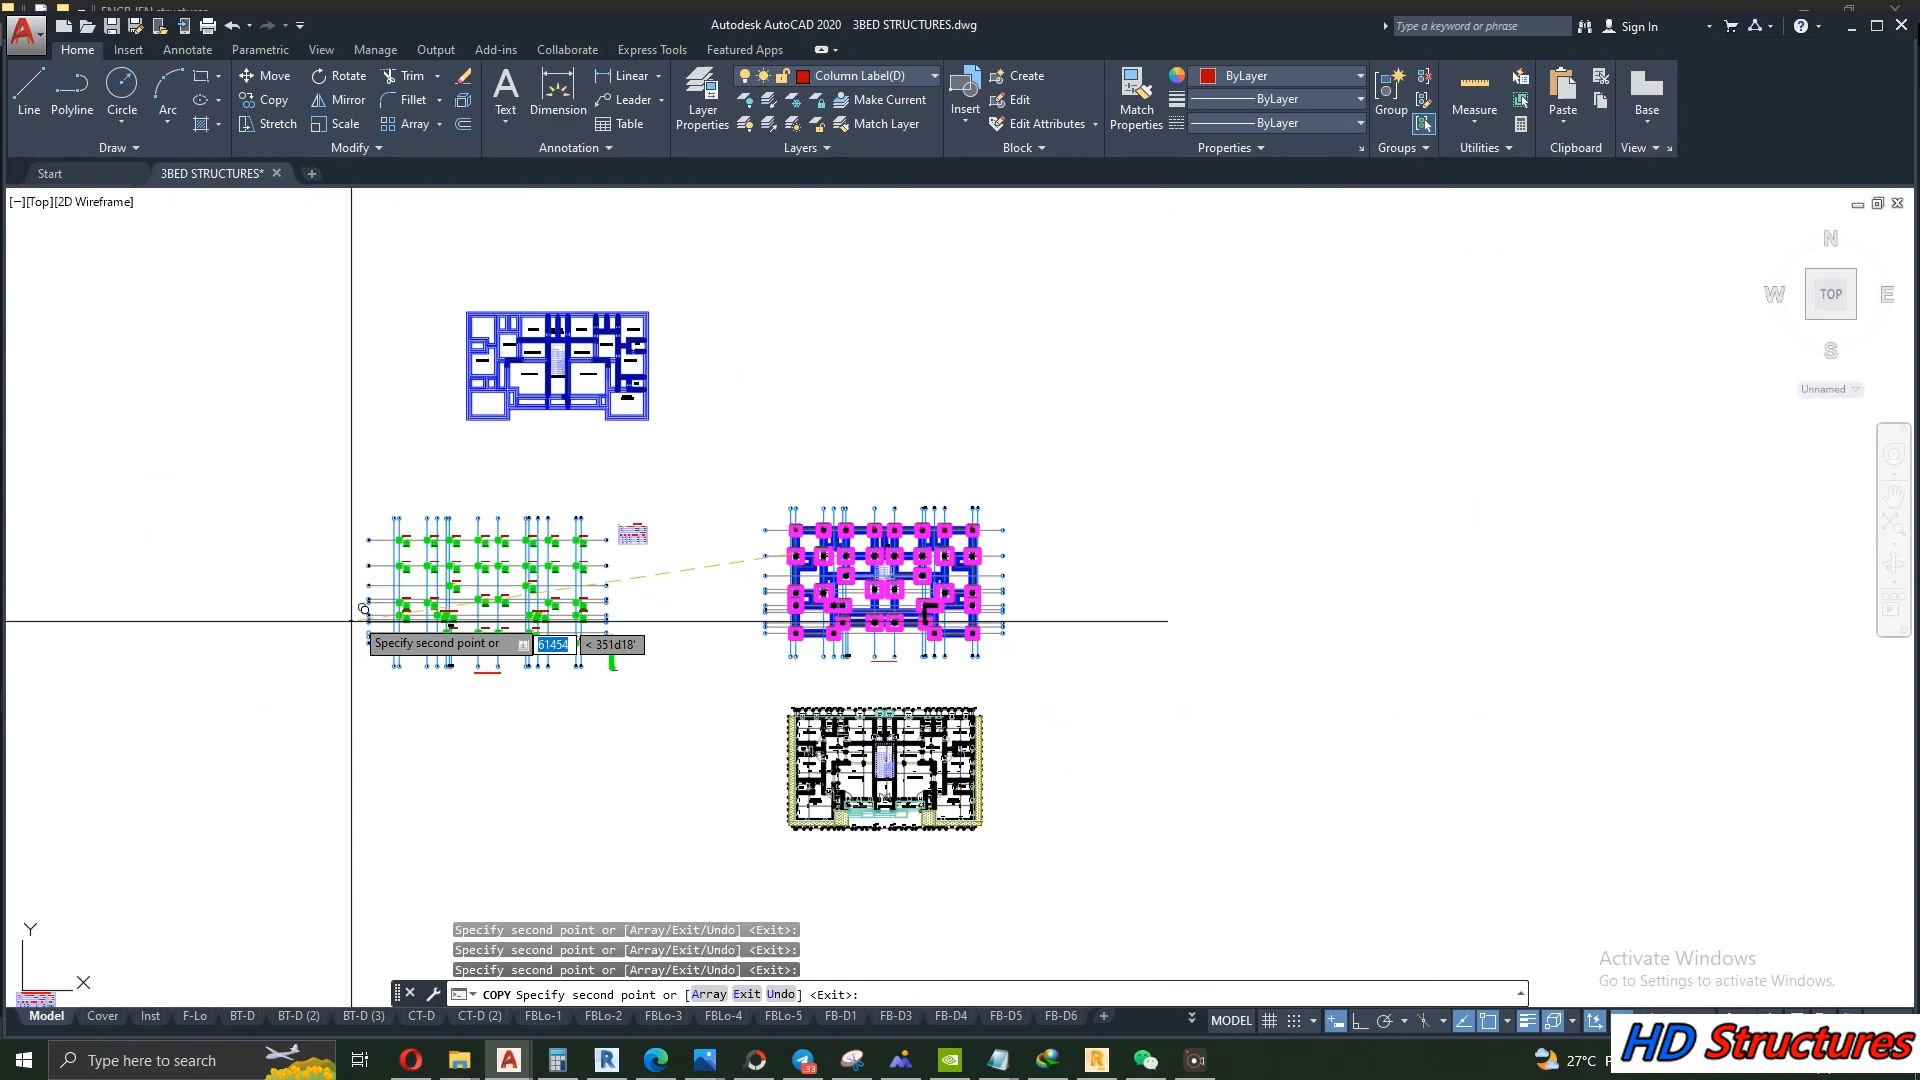 Autodesk AutoCAD 2020 3BED STRUCTURES.dwg
Type a keyword or phrase
Sign In
Home Insert Annotate Parametric View Manage Output Add-ins Collaborate Express Tools Featured Apps
Line Polyline Circle Arc
Move Rotate Trim
Copy Mirror Fillet
Stretch Scale Array
Text Dimension
Linear
Leader
Table
Layer Properties
Column Label(D)
Make Current
Match Layer
Insert
Create
Edit
Edit Attributes
Match Properties
ByLayer
ByLayer
ByLayer
Group
Measure
Paste
Base
Draw Modify Annotation Layers Block Properties Groups Utilities Clipboard View
Start 3BED STRUCTURES*
[−][Top][2D Wireframe]
N
W TOP E
S
Unnamed
Specify second point or 61454 < 351d18'
Y
X
Specify second point or [Array/Exit/Undo] <Exit>:
Specify second point or [Array/Exit/Undo] <Exit>:
Specify second point or [Array/Exit/Undo] <Exit>:
COPY Specify second point or [Array Exit Undo] <Exit>:
Activate Windows
Go to Settings to activate Windows.
Model Cover Inst F-Lo BT-D BT-D (2) BT-D (3) CT-D CT-D (2) FBLo-1 FBLo-2 FBLo-3 FBLo-4 FBLo-5 FB-D1 FB-D3 FB-D4 FB-D5 FB-D6
MODEL
Type here to search
33
27°C
HD Structures